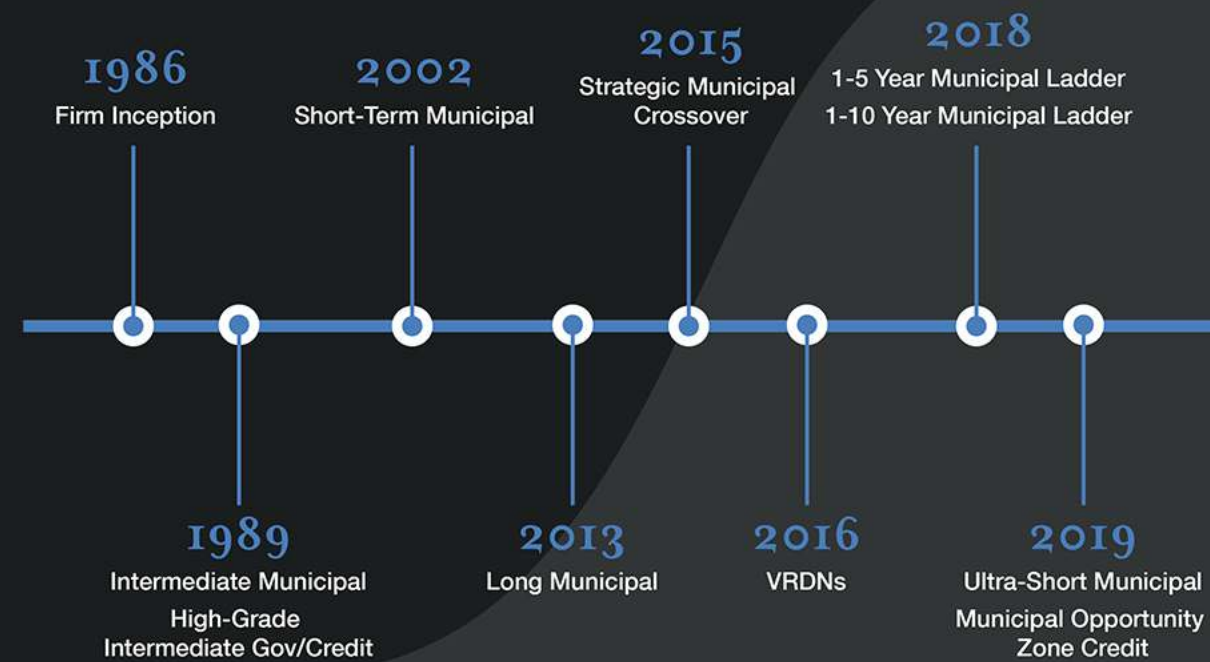 1986
Firm Inception
2002
Short-Term Municipal
2015
Strategic Municipal
Crossover
2018
1-5 Year Municipal Ladder
1-10 Year Municipal Ladder
1989
Intermediate Municipal
High-Grade
Intermediate Gov/Credit
2013
Long Municipal
2016
VRDNs
2019
Ultra-Short Municipal
Municipal Opportunity
Zone Credit